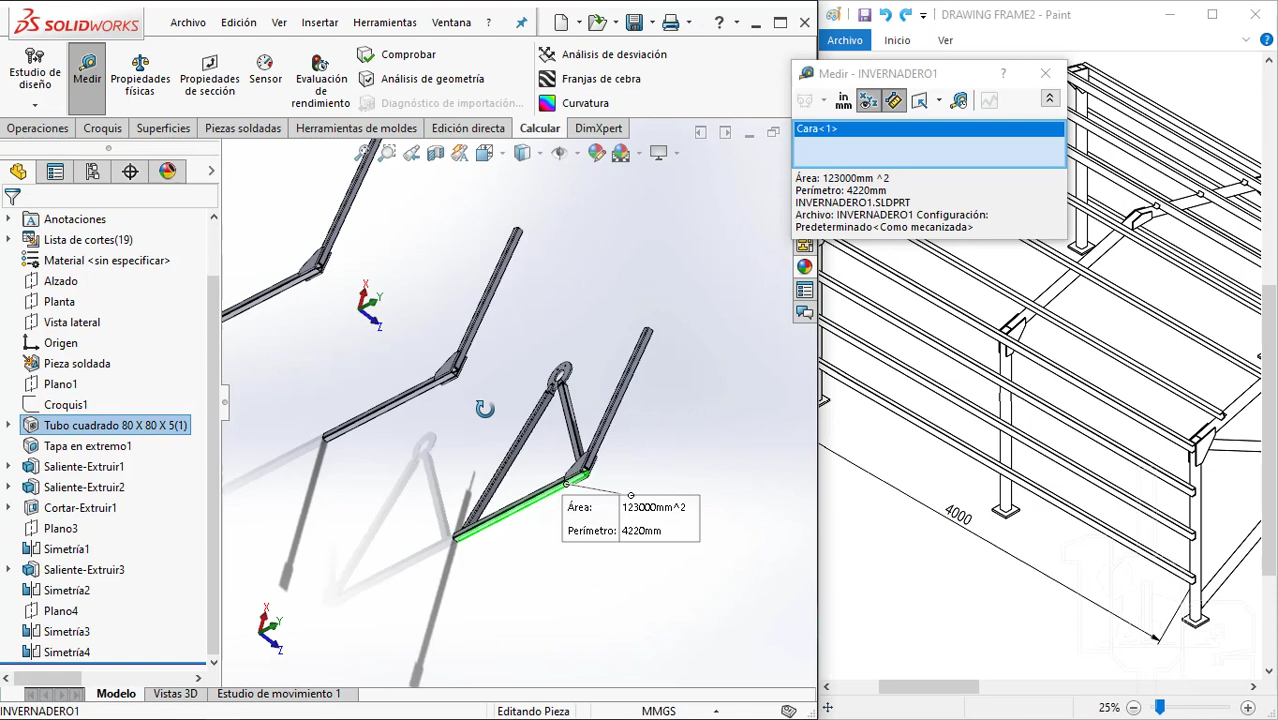 SOLIDWORKS
Archivo Edición Ver Insertar Herramientas Ventana ?
Estudio de diseño
Medir
Propiedades físicas
Propiedades de sección
Sensor
Evaluación de rendimiento
Comprobar
Análisis de geometría
Diagnóstico de importación...
Análisis de desviación
Franjas de cebra
Curvatura
Operaciones Croquis Superficies Piezas soldadas Herramientas de moldes Edición directa Calcular DimXpert
Anotaciones
Lista de cortes(19)
Material <sin especificar>
Alzado
Planta
Vista lateral
Origen
Pieza soldada
Plano1
Croquis1
Tubo cuadrado 80 X 80 X 5(1)
Tapa en extremo1
Saliente-Extruir1
Saliente-Extruir2
Cortar-Extruir1
Plano3
Simetría1
Saliente-Extruir3
Simetría2
Plano4
Simetría3
Simetría4
X
Y
Z
X
Y
Z
Área: 123000mm^2
Perímetro: 4220mm
Modelo Vistas 3D Estudio de movimiento 1
INVERNADERO1 Editando Pieza MMGS
DRAWING FRAME2 - Paint
Archivo Inicio Ver
Medir - INVERNADERO1
?
in
mm
XYZ
Cara<1>
Área: 123000mm ^2
Perímetro: 4220mm
INVERNADERO1.SLDPRT
Archivo: INVERNADERO1 Configuración:
Predeterminado<Como mecanizada>
4000
25%